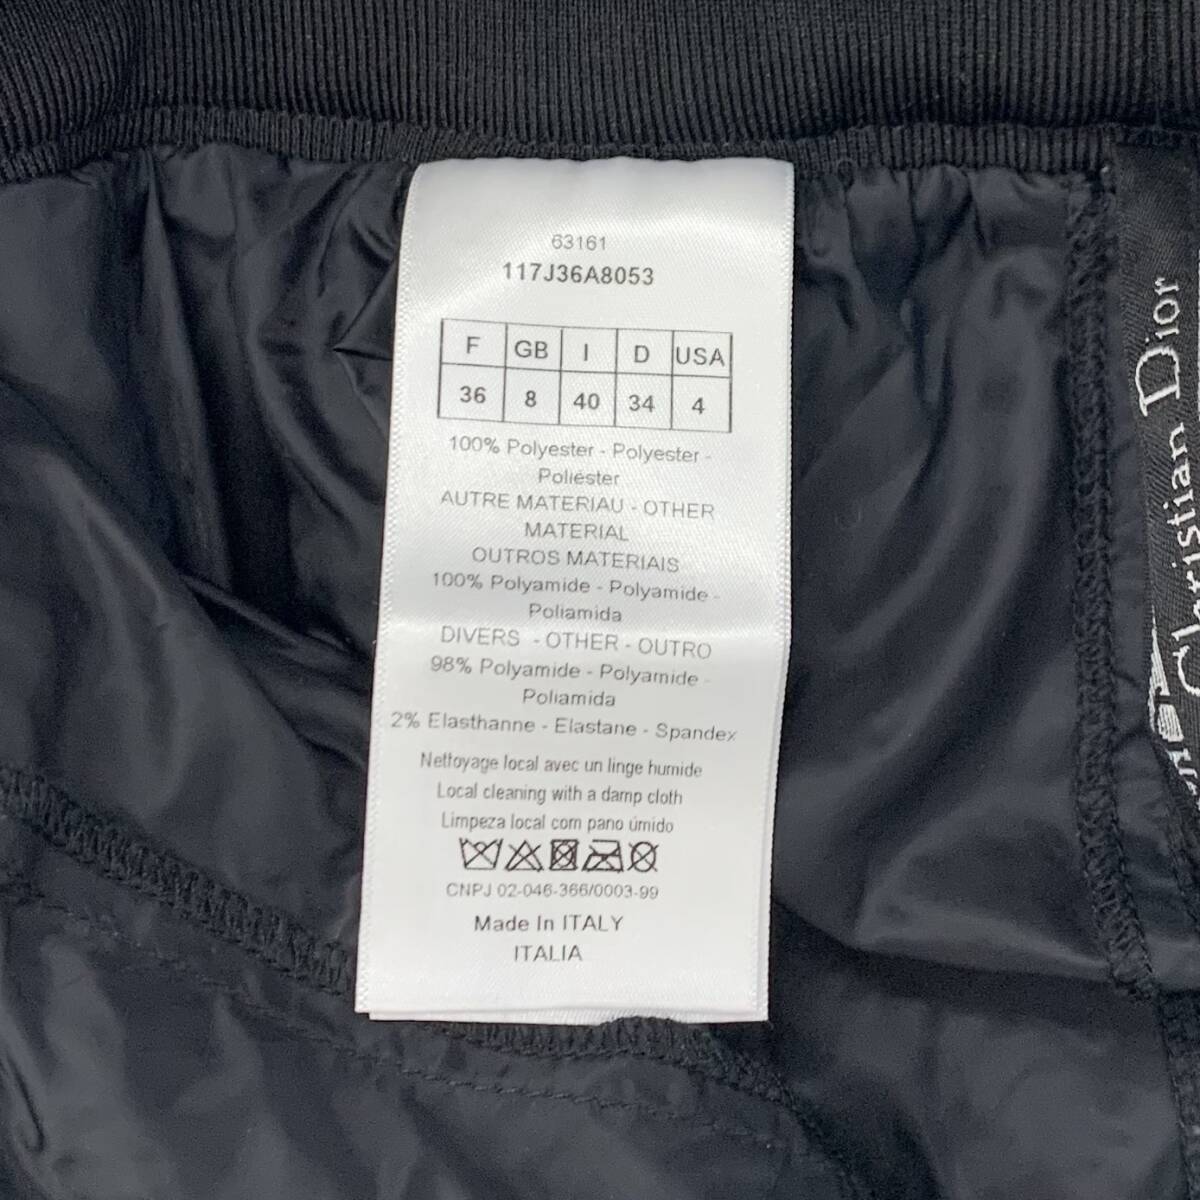 63161
117J36A8053
F GB I D USA
36 8 40 34 4
100% Polyester - Polyester -
Poliéster
AUTRE MATERIAU - OTHER
MATERIAL
OUTROS MATERIAIS
100% Polyamide - Polyamide -
Poliamida
DIVERS - OTHER - OUTRO
98% Polyamide - Polyamide -
Poliamida
2% Elasthanne - Elastane - Spandex
Nettoyage local avec un linge humide
Local cleaning with a damp cloth
Limpeza local com pano úmido
CNPJ 02-046-366/0003-99
Made In ITALY
ITALIA
Christian Dior